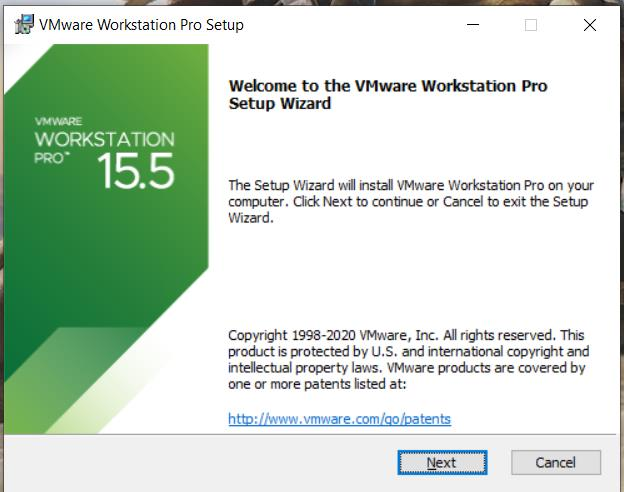 VMware Workstation Pro Setup
Welcome to the VMware Workstation Pro
Setup Wizard
VMWARE
WORKSTATION
PRO™ 15.5
The Setup Wizard will install VMware Workstation Pro on your
computer. Click Next to continue or Cancel to exit the Setup
Wizard.
Copyright 1998-2020 VMware, Inc. All rights reserved. This
product is protected by U.S. and international copyright and
intellectual property laws. VMware products are covered by
one or more patents listed at:
http://www.vmware.com/go/patents
Next Cancel